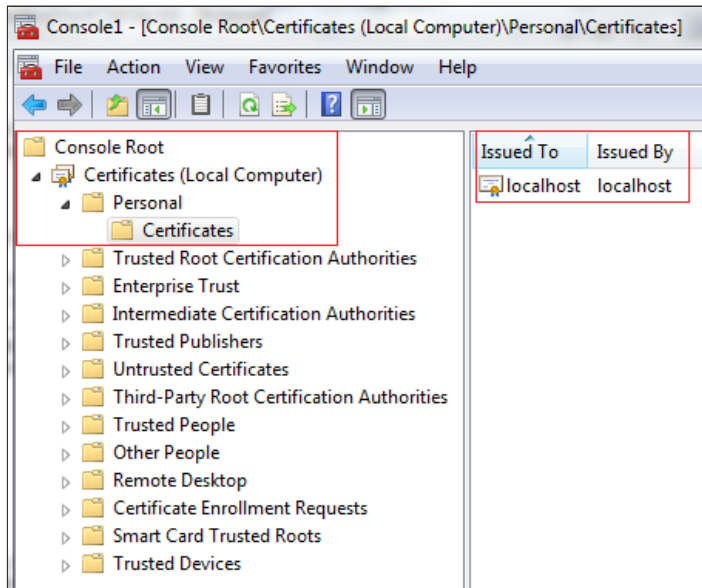 Console1 - [Console Root\Certificates (Local Computer)\Personal\Certificates]
File Action View Favorites Window Help
Console Root
Certificates (Local Computer)
Personal
Certificates
Trusted Root Certification Authorities
Enterprise Trust
Intermediate Certification Authorities
Trusted Publishers
Untrusted Certificates
Third-Party Root Certification Authorities
Trusted People
Other People
Remote Desktop
Certificate Enrollment Requests
Smart Card Trusted Roots
Trusted Devices
Issued To Issued By
localhost localhost